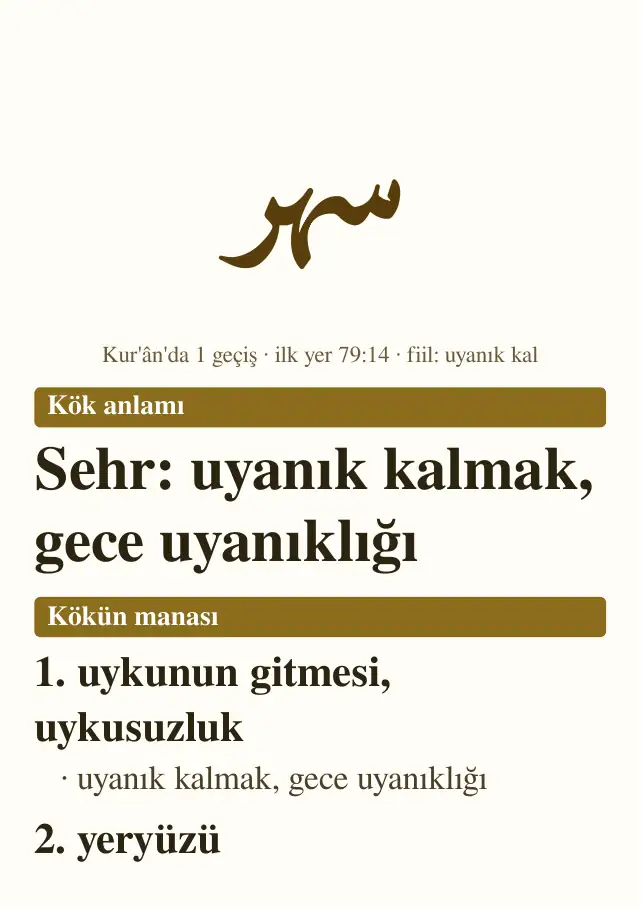 سهر
Kur'ân'da 1 geçiş · ilk yer 79:14 · fiil: uyanık kal
Kök anlamı
Sehr: uyanık kalmak,
gece uyanıklığı
Kökün manası
1. uykunun gitmesi,
uykusuzluk
· uyanık kalmak, gece uyanıklığı
2. yeryüzü